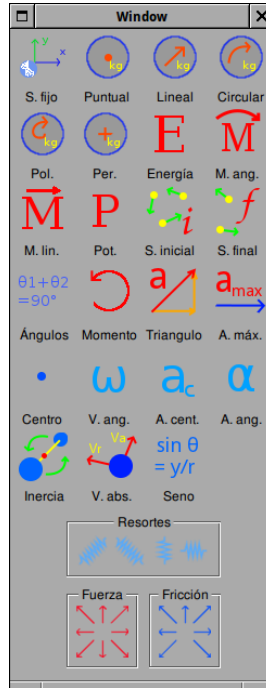 Window
y
x
kg kg kg
S. fijo Puntual Lineal Circular
kg kg E M
Pol. Per. Energía M. ang.
M P i f
M. lin. Pot. S. inicial S. final
θ1+θ2
=90°
a
amax
Ángulos Momento Triangulo A. máx.
ω ac α
Centro V. ang. A. cent. A. ang.
Vr Va
sin θ
= y/r
Inercia V. abs. Seno
Resortes
Fuerza Fricción